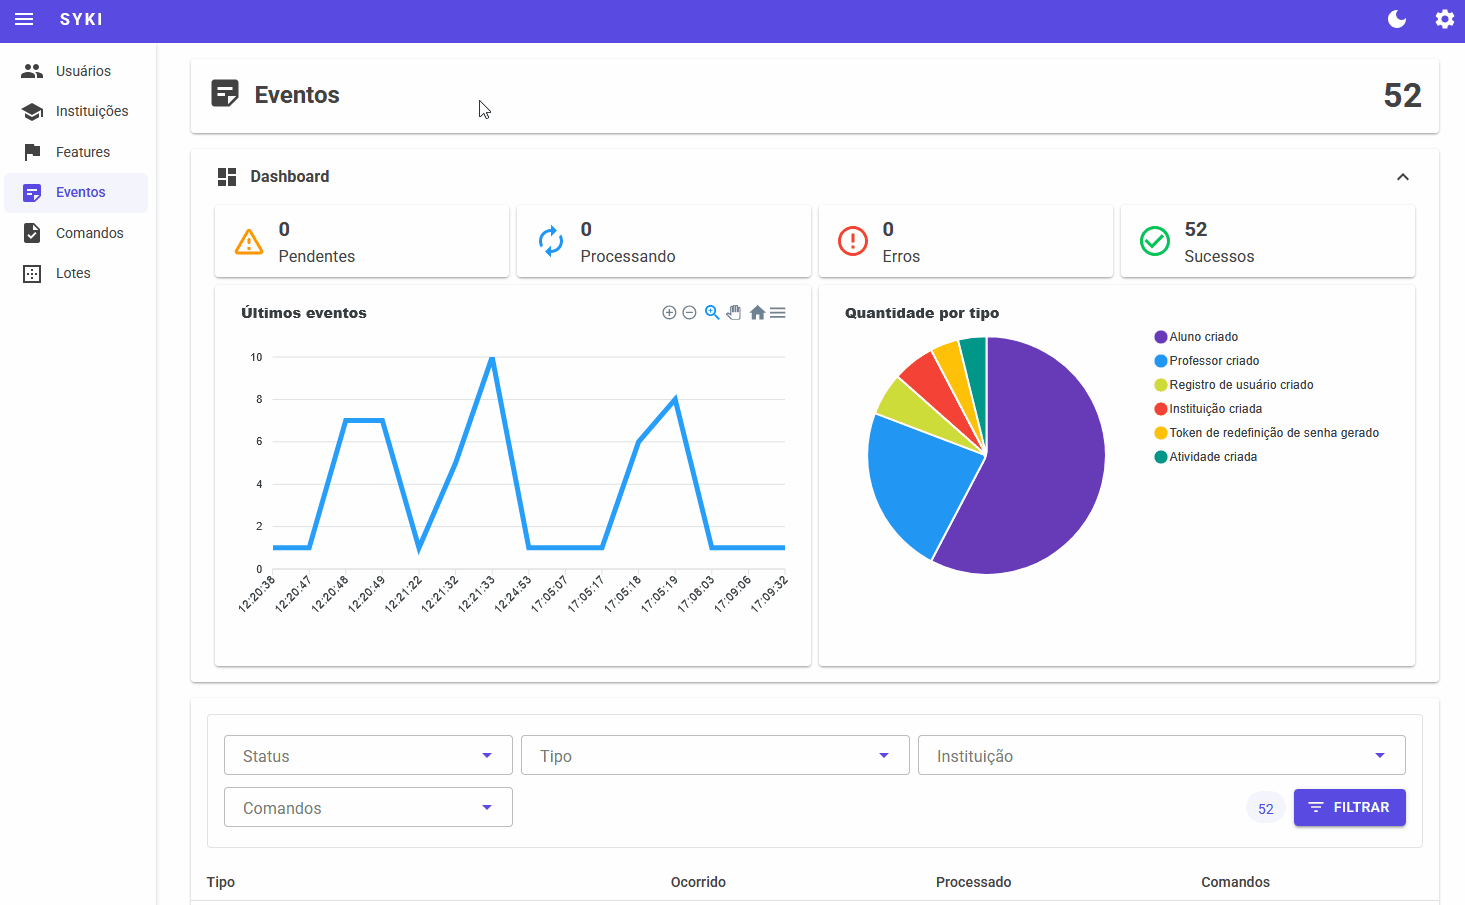 SYKI
Usuários
Instituições
Features
Eventos
Comandos
Lotes
Eventos
52
Dashboard
0
Pendentes
0
Processando
0
Erros
52
Sucessos
Últimos eventos
10
8
6
4
2
0
12:20:38
12:20:47
12:20:48
12:20:49
12:21:22
12:21:32
12:21:33
12:24:53
17:05:07
17:05:17
17:05:18
17:05:19
17:08:03
17:09:06
17:09:32
Quantidade por tipo
Aluno criado
Professor criado
Registro de usuário criado
Instituição criada
Token de redefinição de senha gerado
Atividade criada
Status
Tipo
Instituição
Comandos
52
FILTRAR
Tipo
Ocorrido
Processado
Comandos